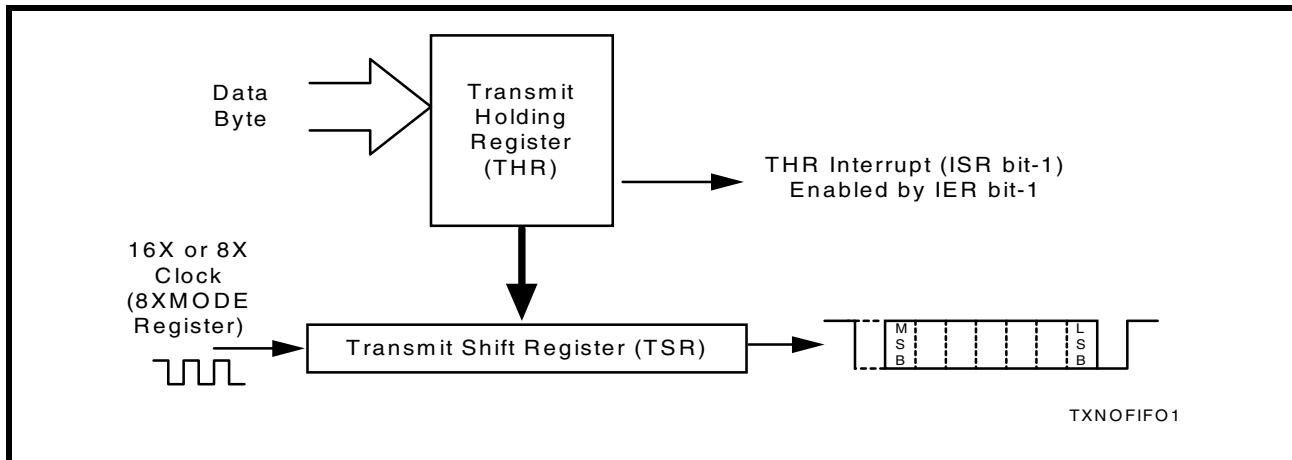 Data
Byte
Transmit
Holding
Register
(THR)
THR Interrupt (ISR bit-1)
Enabled by IER bit-1
16X or 8X
Clock
(8XMODE
Register)
Transmit Shift Register (TSR)
M
S
B
L
S
B
TXNOFIFO1